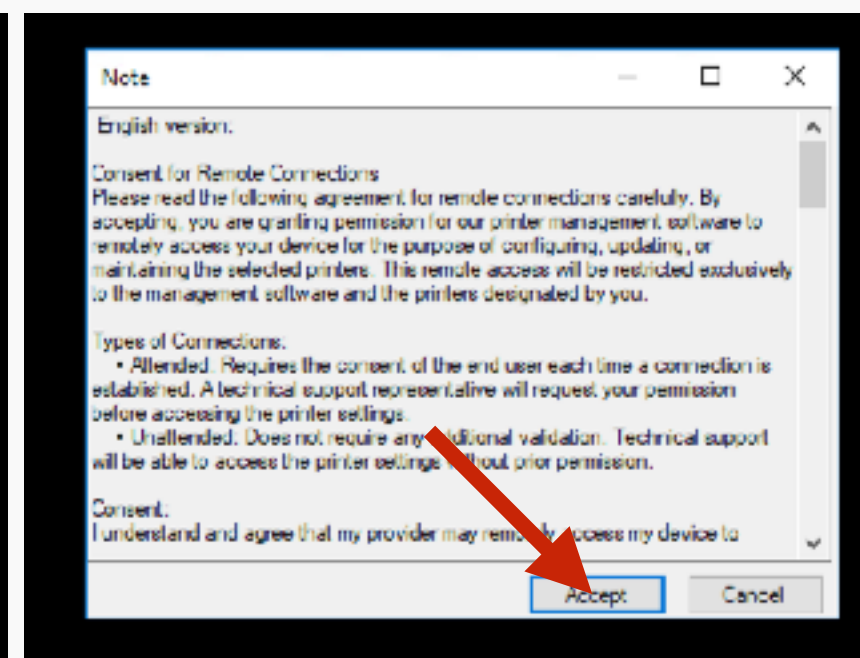 Note
English version:
Consent for Remote Connections
Please read the following agreement for remote connections carefully. By
accepting, you are granting permission for our printer management software to
remotely access your device for the purpose of configuring, updating, or
maintaining the selected printers. This remote access will be restricted exclusively
to the management software and the printers designated by you.
Types of Connections:
• Attended: Requires the consent of the end user each time a connection is
established. A technical support representative will request your permission
before accessing the printer settings.
• Unattended: Does not require any additional validation. Technical support
will be able to access the printer settings without prior permission.
Consent:
I understand and agree that my provider may remotely access my device to
Accept
Cancel